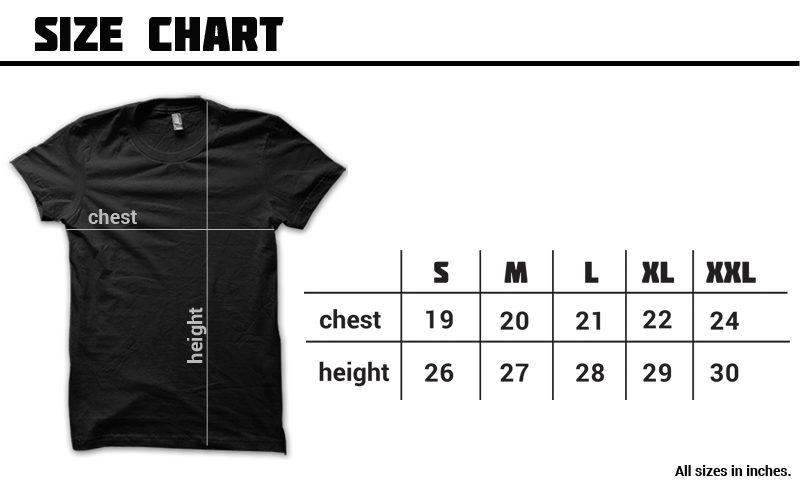 SIZE CHART
chest
height
S M L XL XXL
chest 19 20 21 22 24
height 26 27 28 29 30
All sizes in inches.